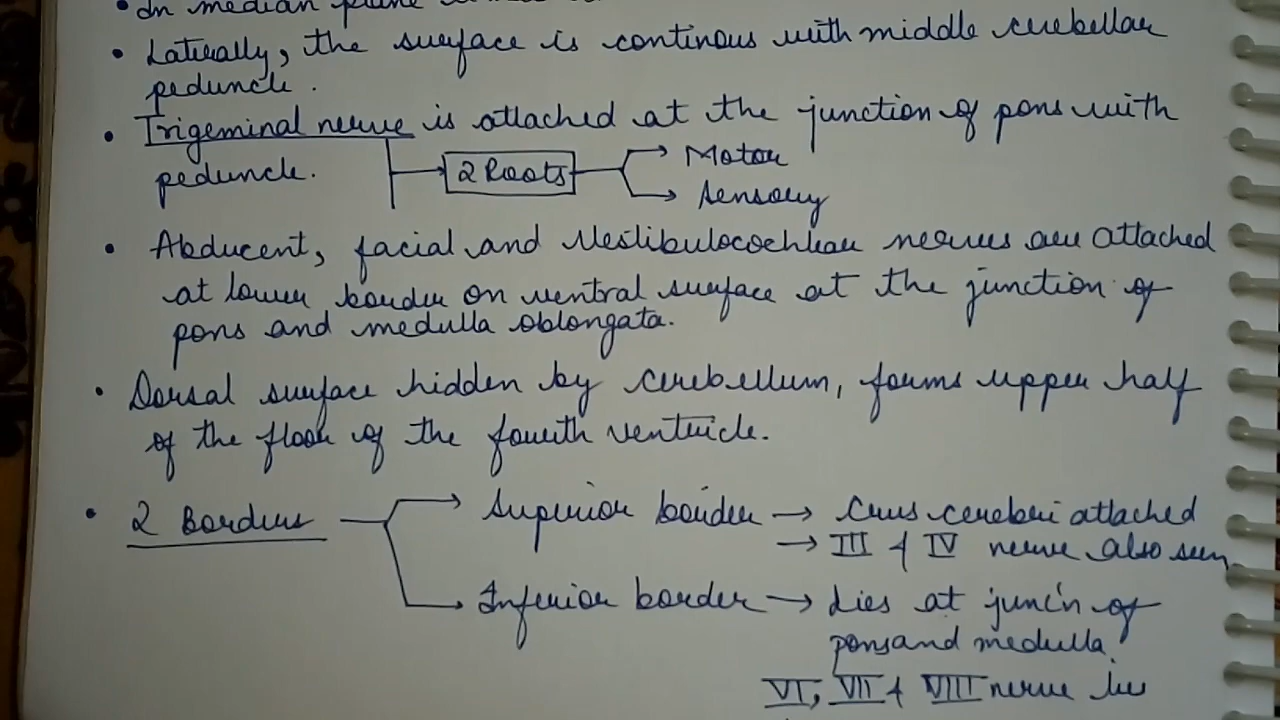 • In median plane
• Laterally, the surface is continous with middle cerebellar
peduncle.
• Trigeminal nerve is attached at the junction of pons with
peduncle. 2 Roots → Motor
→ Sensory
• Abducent, facial and Vestibulocochlear nerves are attached
at lower border on ventral surface at the junction of
pons and medulla oblongata.
• Dorsal surface hidden by cerebellum, forms upper half
of the floor of the fourth ventricle.
• 2 Borders → Superior border → Crus cerebri attached
→ III & IV nerve also seen
→ Inferior border → Lies at junc'n of
pons and medulla.
VI, VII & VIII nerve lies